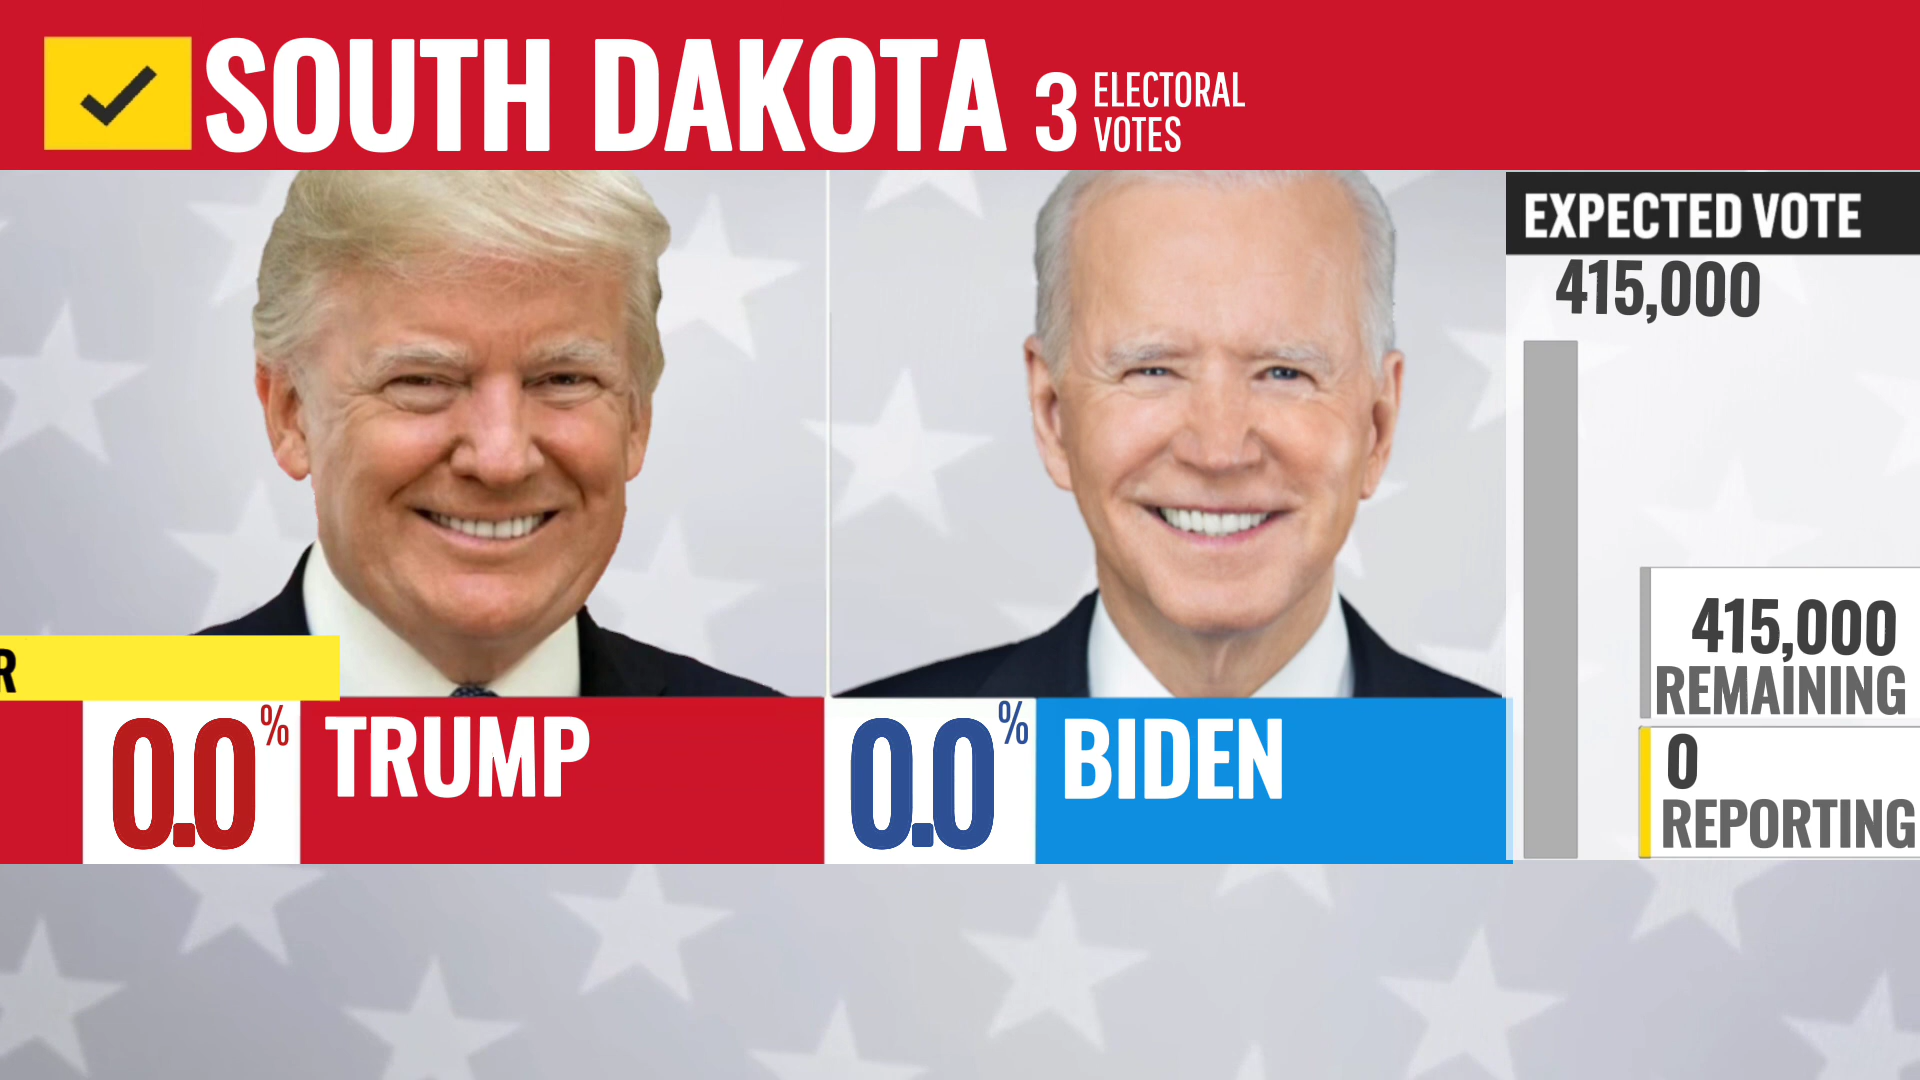 SOUTH DAKOTA 3 ELECTORAL VOTES
EXPECTED VOTE
415,000
415,000
REMAINING
R
0.0% TRUMP
0.0% BIDEN
0
REPORTING